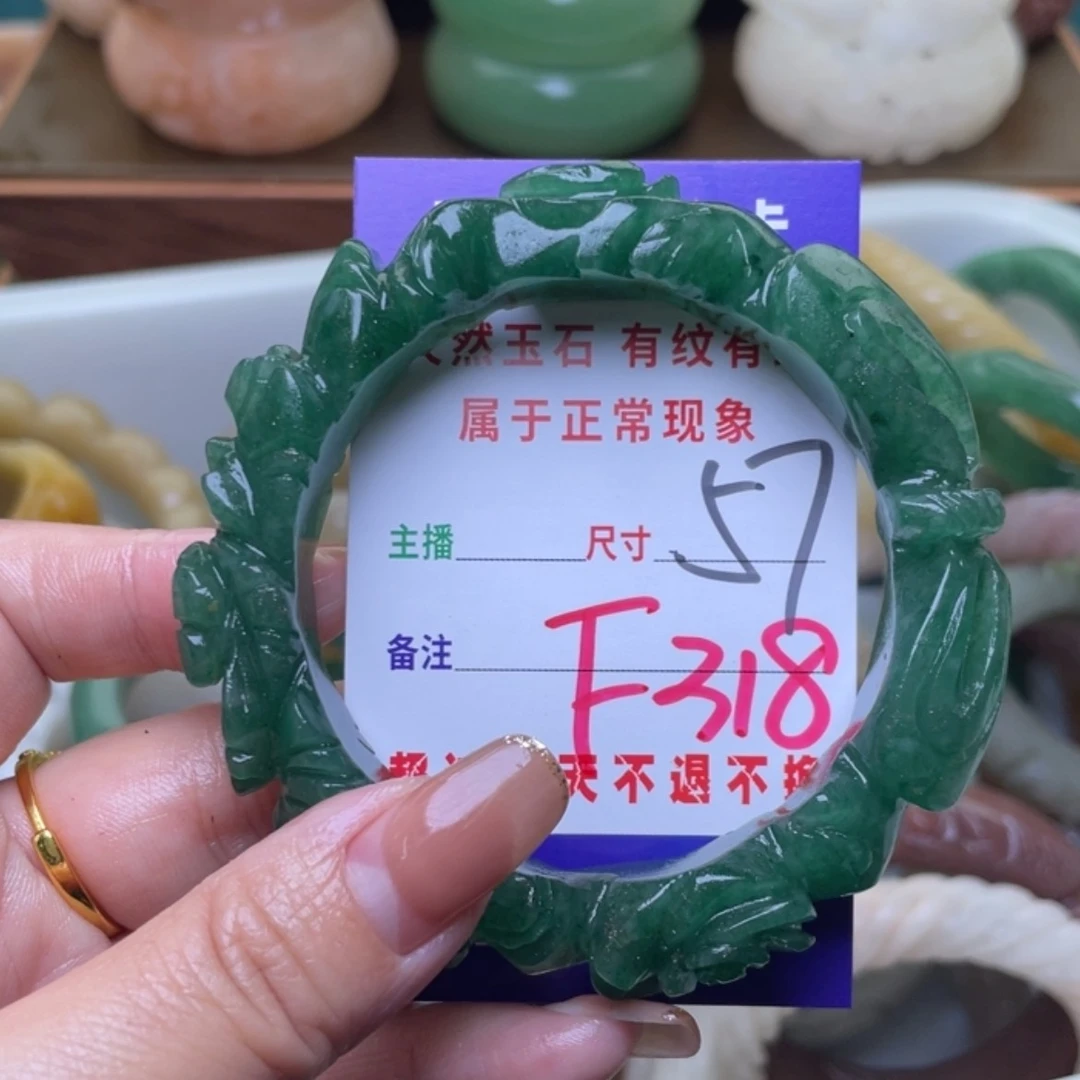 然玉石 有纹有
属于正常现象
主播 尺寸 57
备注 F318
天不退不换